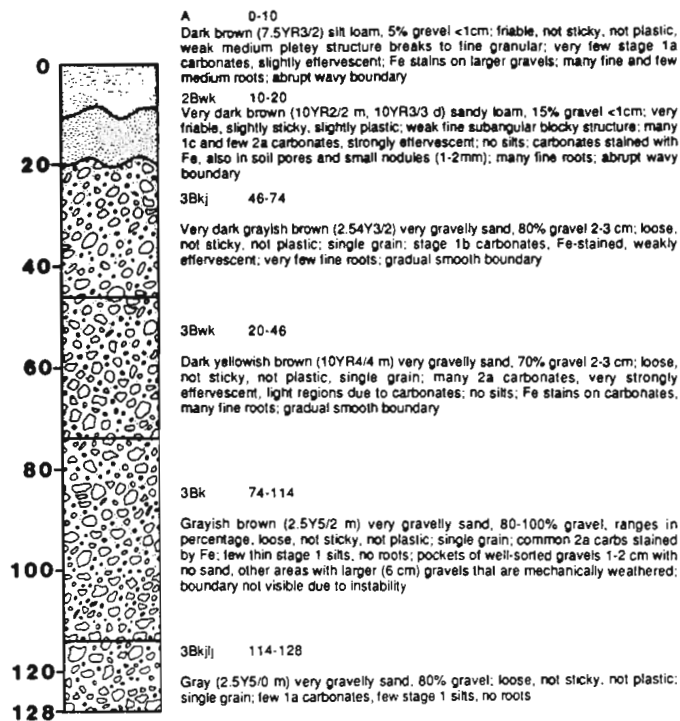 A 0-10
Dark brown (7.5YR3/2) silt loam, 5% gravel <1cm; friable, not sticky, not plastic,
weak medium pletey structure breaks to fine granular; very few stage 1a
carbonates, slightly effervescent; Fe stains on larger gravels; many fine and few
medium roots; abrupt wavy boundary
0
2Bwk 10-20
Very dark brown (10YR2/2 m, 10YR3/3 d) sandy loam, 15% gravel <1cm; very
friable, slightly sticky, slightly plastic; weak fine subangular blocky structure; many
1c and few 2a carbonates, strongly effervescent; no silts; carbonates stained with
Fe, also in soil pores and small nodules (1-2mm); many fine roots; abrupt wavy
boundary
20
3Bkj 46-74
Very dark grayish brown (2.54Y3/2) very gravelly sand, 80% gravel 2-3 cm; loose,
not sticky, not plastic; single grain; stage 1b carbonates, Fe-stained, weakly
effervescent; very few fine roots; gradual smooth boundary
40
3Bwk 20-46
Dark yellowish brown (10YR4/4 m) very gravelly sand, 70% gravel 2-3 cm; loose,
not sticky, not plastic, single grain; many 2a carbonates, very strongly
effervescent, light regions due to carbonates; no silts; Fe stains on carbonates,
many fine roots; gradual smooth boundary
60
80
3Bk 74-114
Grayish brown (2.5Y5/2 m) very gravelly sand, 80-100% gravel, ranges in
percentage, loose, not sticky, not plastic; single grain; common 2a carbs stained
by Fe; few thin stage 1 silts, no roots; pockets of well-sorted gravels 1-2 cm with
no sand, other areas with larger (6 cm) gravels that are mechanically weathered;
boundary not visible due to instability
100
3Bkjlj 114-128
Gray (2.5Y5/0 m) very gravelly sand, 80% gravel; loose, not sticky, not plastic;
single grain; few 1a carbonates, few stage 1 silts, no roots
120
128